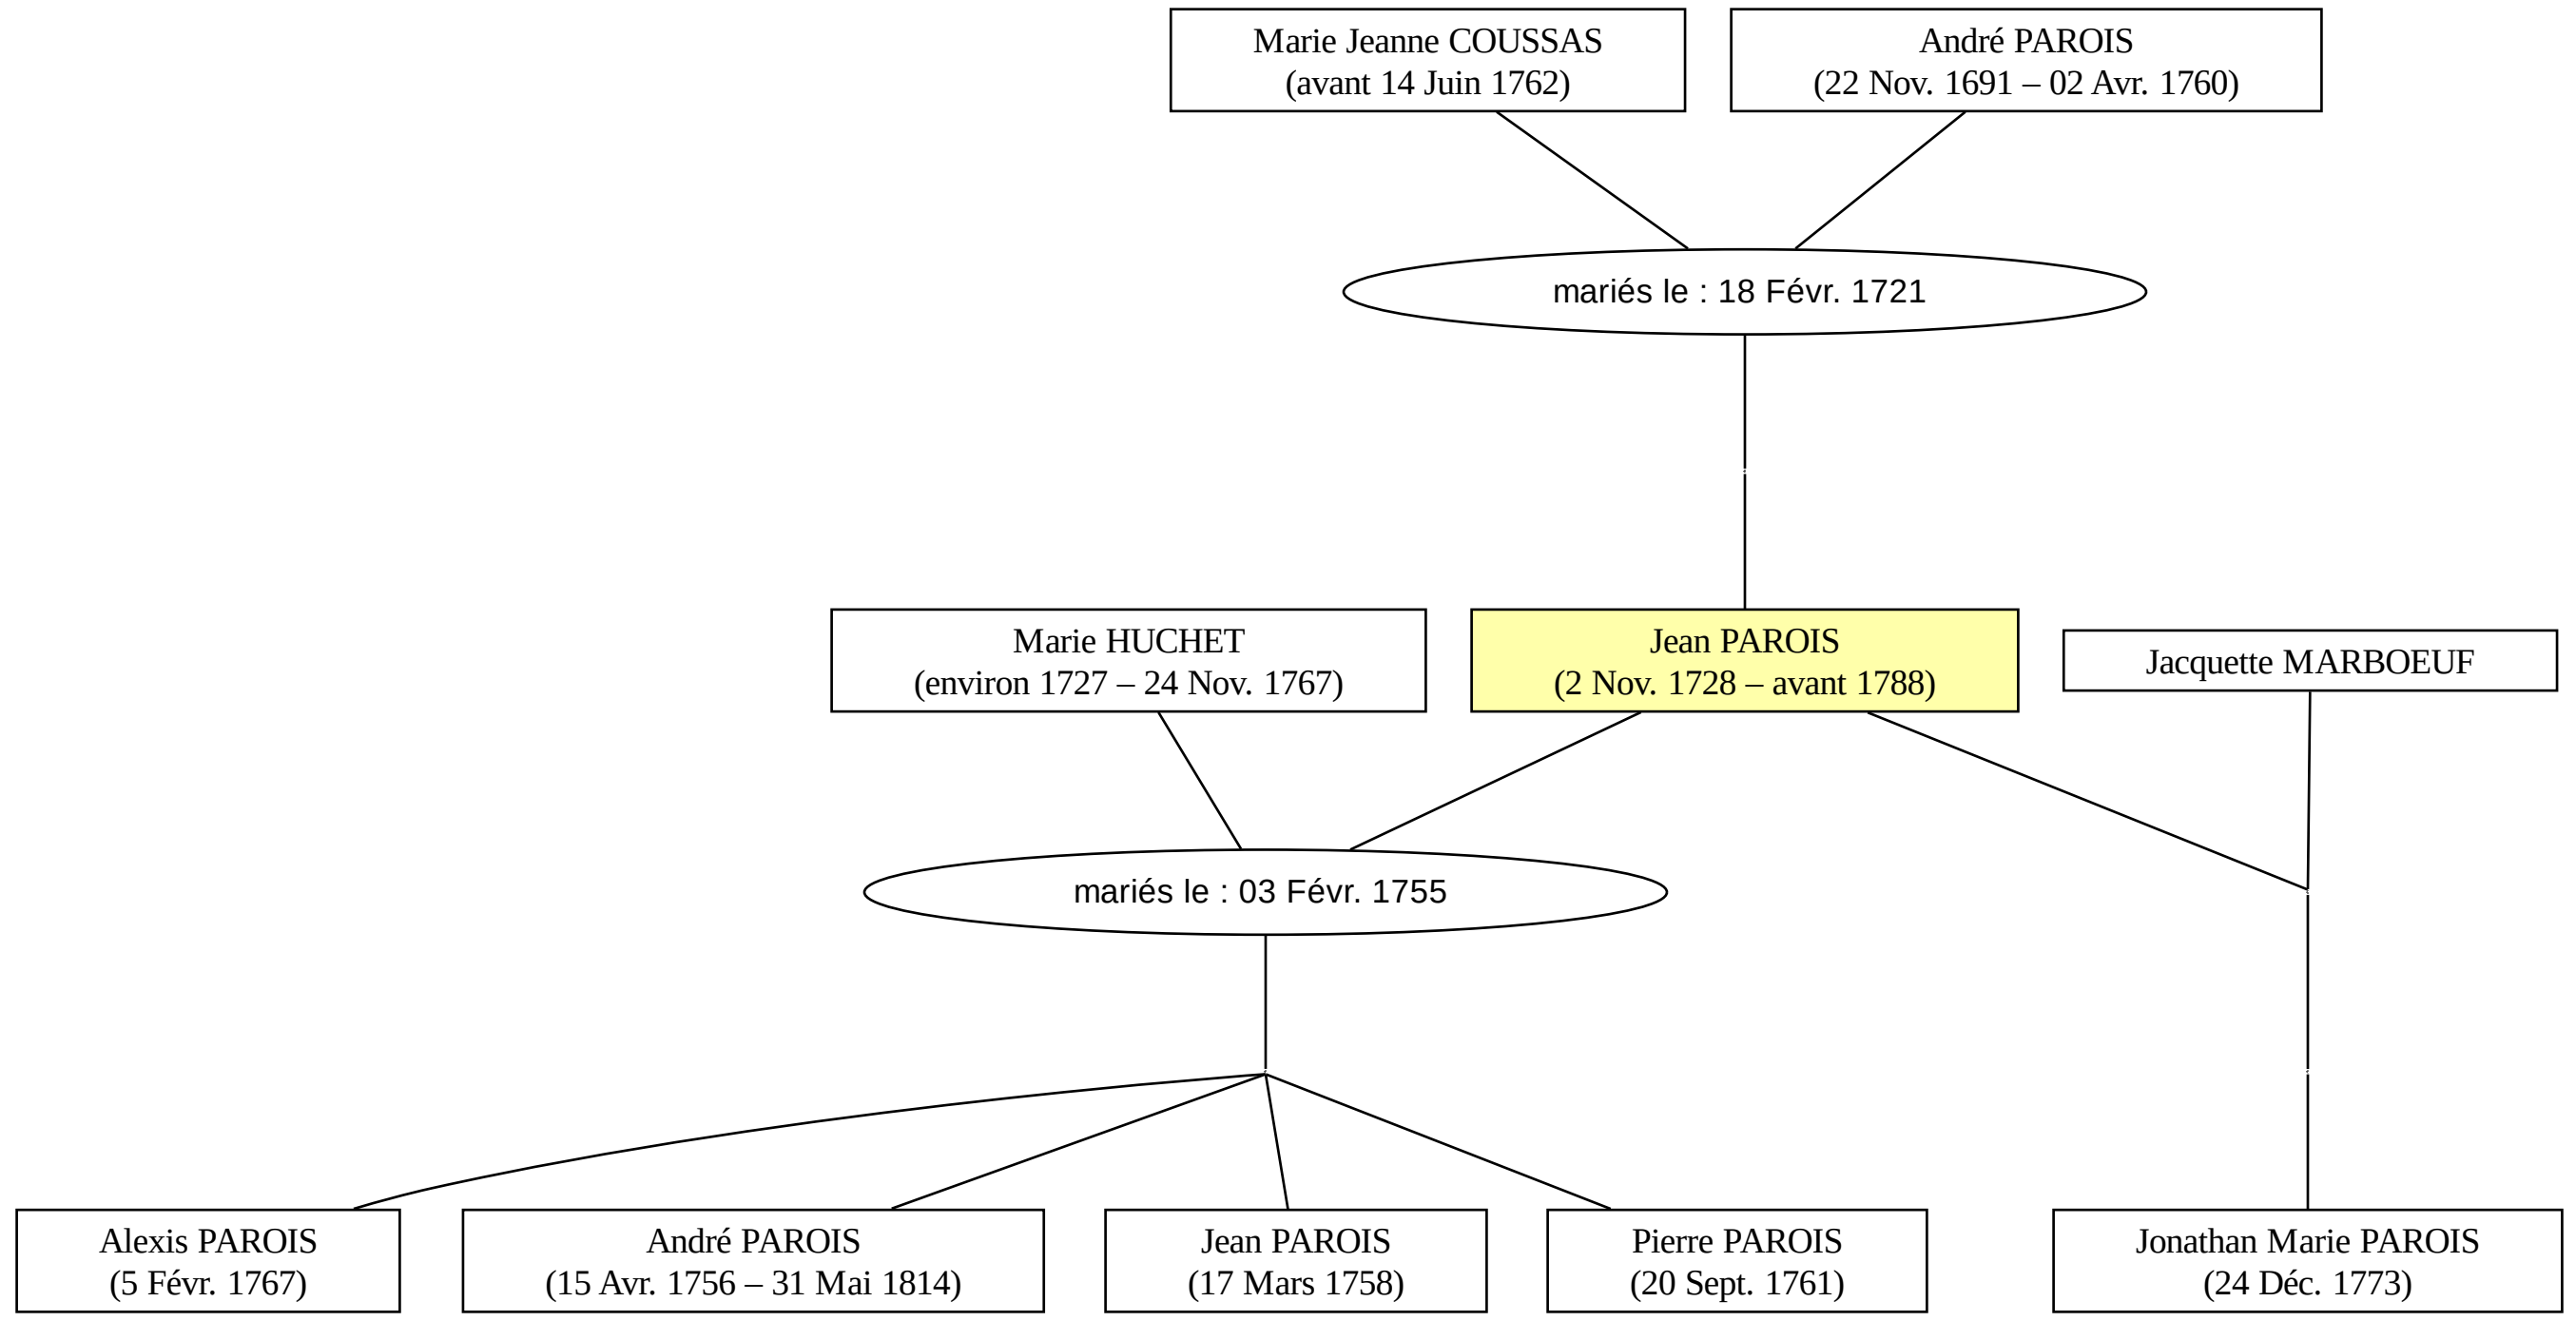 Marie Jeanne COUSSAS
(avant 14 Juin 1762)
André PAROIS
(22 Nov. 1691 – 02 Avr. 1760)
mariés le : 18 Févr. 1721
Marie HUCHET
(environ 1727 – 24 Nov. 1767)
Jean PAROIS
(2 Nov. 1728 – avant 1788)
Jacquette MARBOEUF
mariés le : 03 Févr. 1755
Alexis PAROIS
(5 Févr. 1767)
André PAROIS
(15 Avr. 1756 – 31 Mai 1814)
Jean PAROIS
(17 Mars 1758)
Pierre PAROIS
(20 Sept. 1761)
Jonathan Marie PAROIS
(24 Déc. 1773)